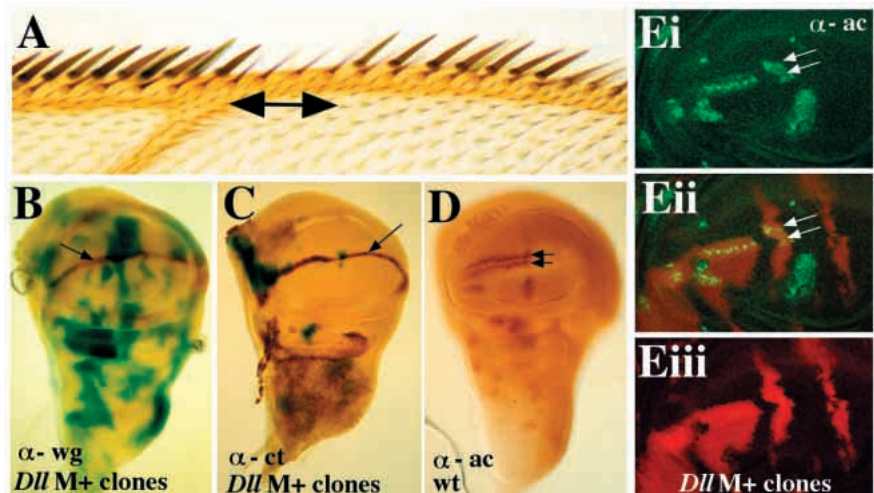 A
Ei
α- ac
B
C
D
Eii
Eiii
α- wg
Dll M+ clones
α- ct
Dll M+ clones
α- ac
wt
Dll M+ clones